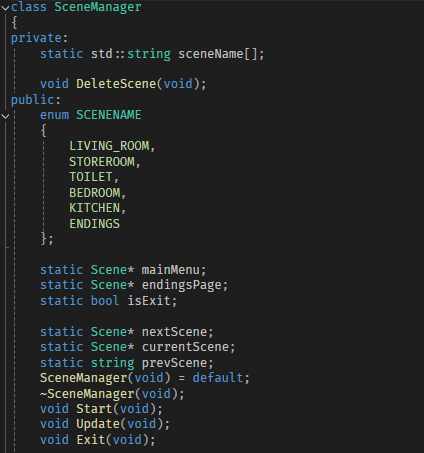 class SceneManager
{
private:
static std::string sceneName[];
void DeleteScene(void);
public:
enum SCENENAME
{
LIVING_ROOM,
STOREROOM,
TOILET,
BEDROOM,
KITCHEN,
ENDINGS
};
static Scene* mainMenu;
static Scene* endingsPage;
static bool isExit;
static Scene* nextScene;
static Scene* currentScene;
static string prevScene;
SceneManager(void) = default;
~SceneManager(void);
void Start(void);
void Update(void);
void Exit(void);